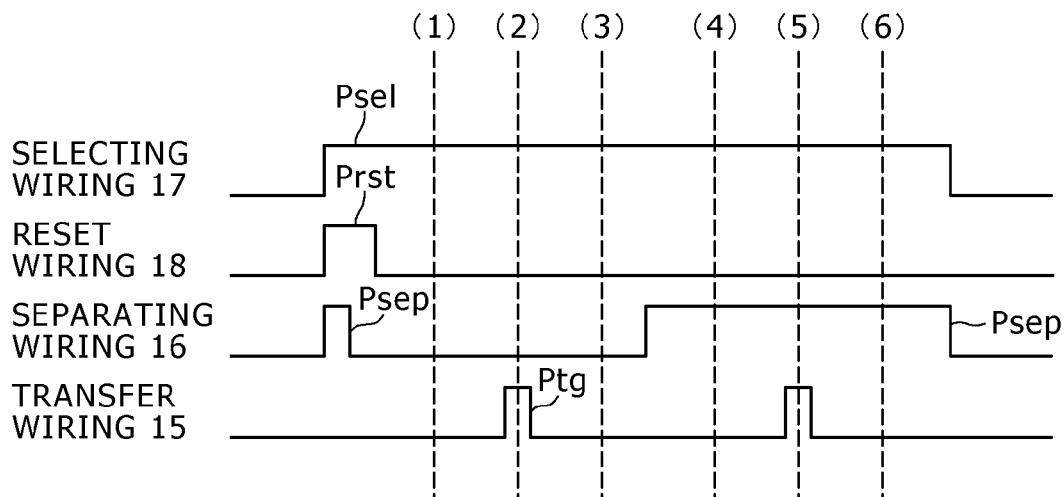 (1) (2) (3) (4) (5) (6)
Psel
SELECTING
WIRING 17
Prst
RESET
WIRING 18
Psep
SEPARATING
WIRING 16
Psep
Ptg
TRANSFER
WIRING 15